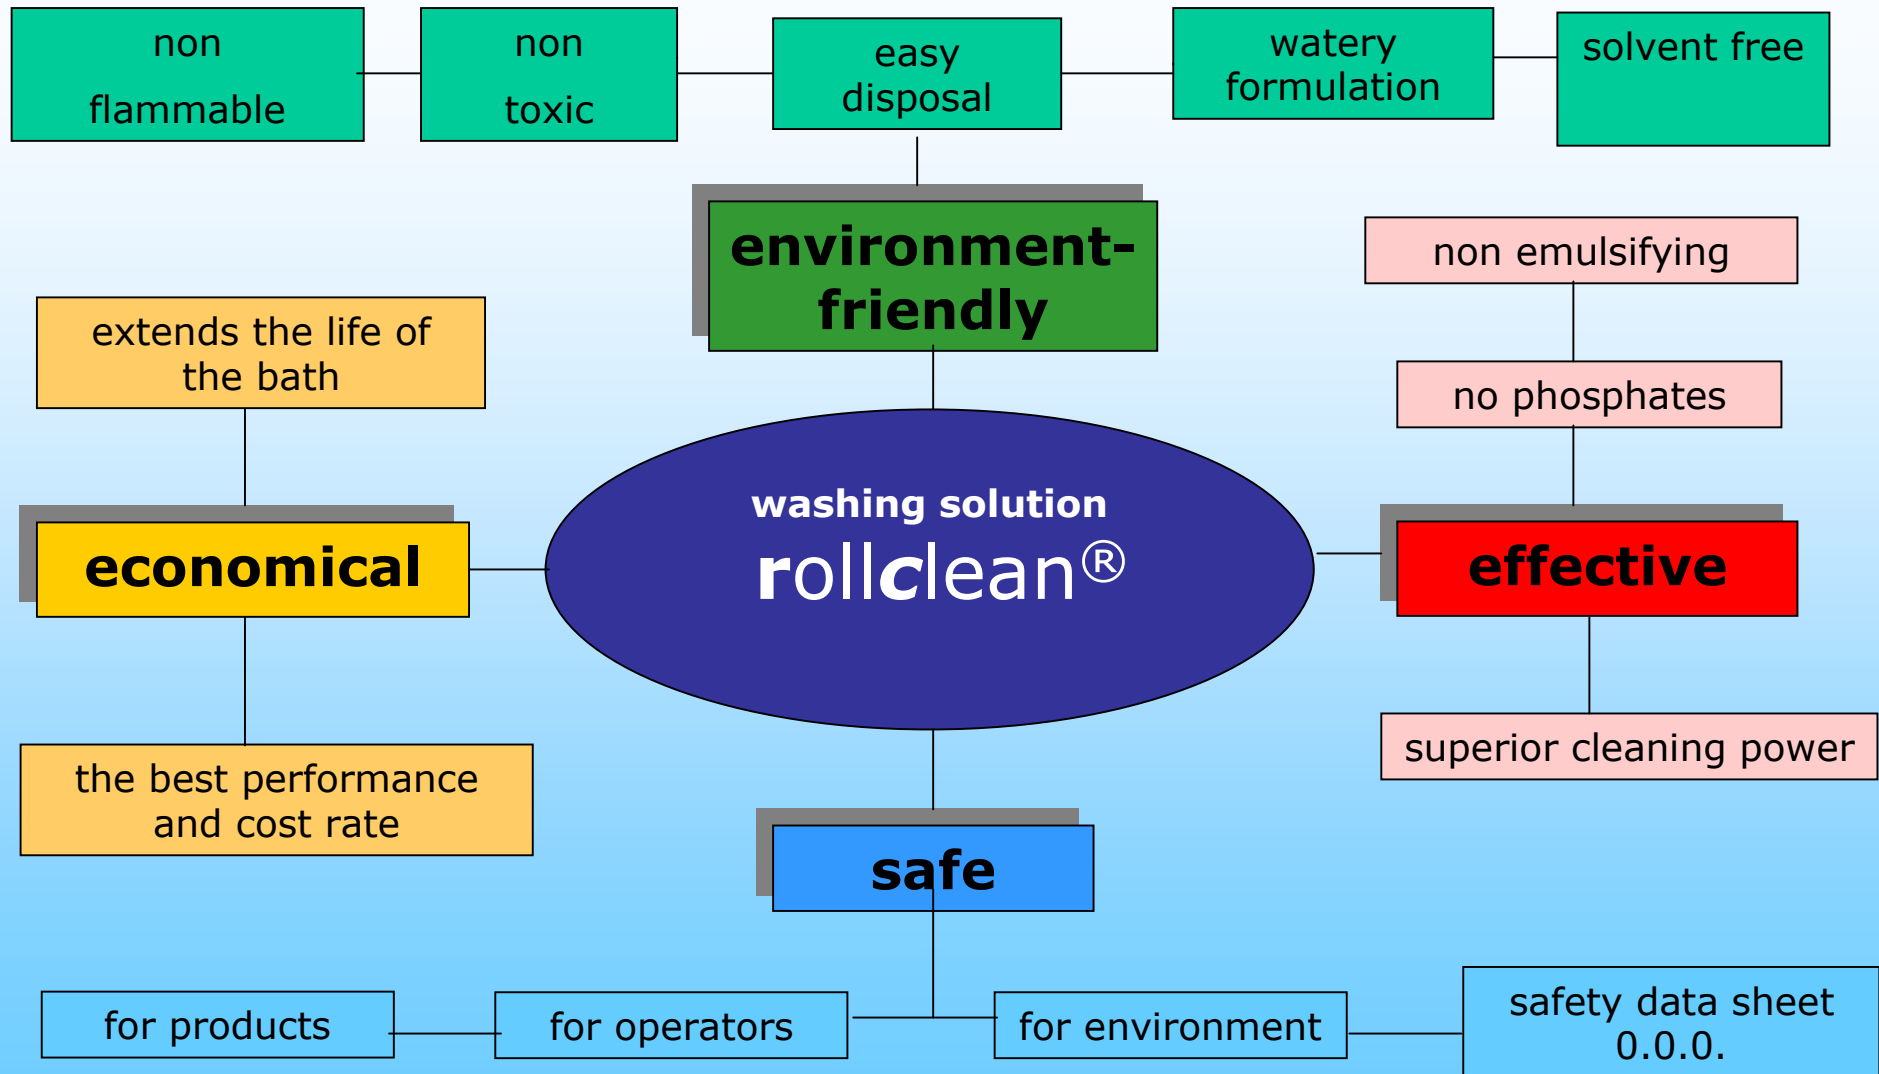 non
flammable
non
toxic
easy
disposal
watery
formulation
solvent free
environment-
friendly
non emulsifying
extends the life of
the bath
no phosphates
washing solution
rollclean®
economical
effective
superior cleaning power
the best performance
and cost rate
safe
for products
for operators
for environment
safety data sheet
0.0.0.